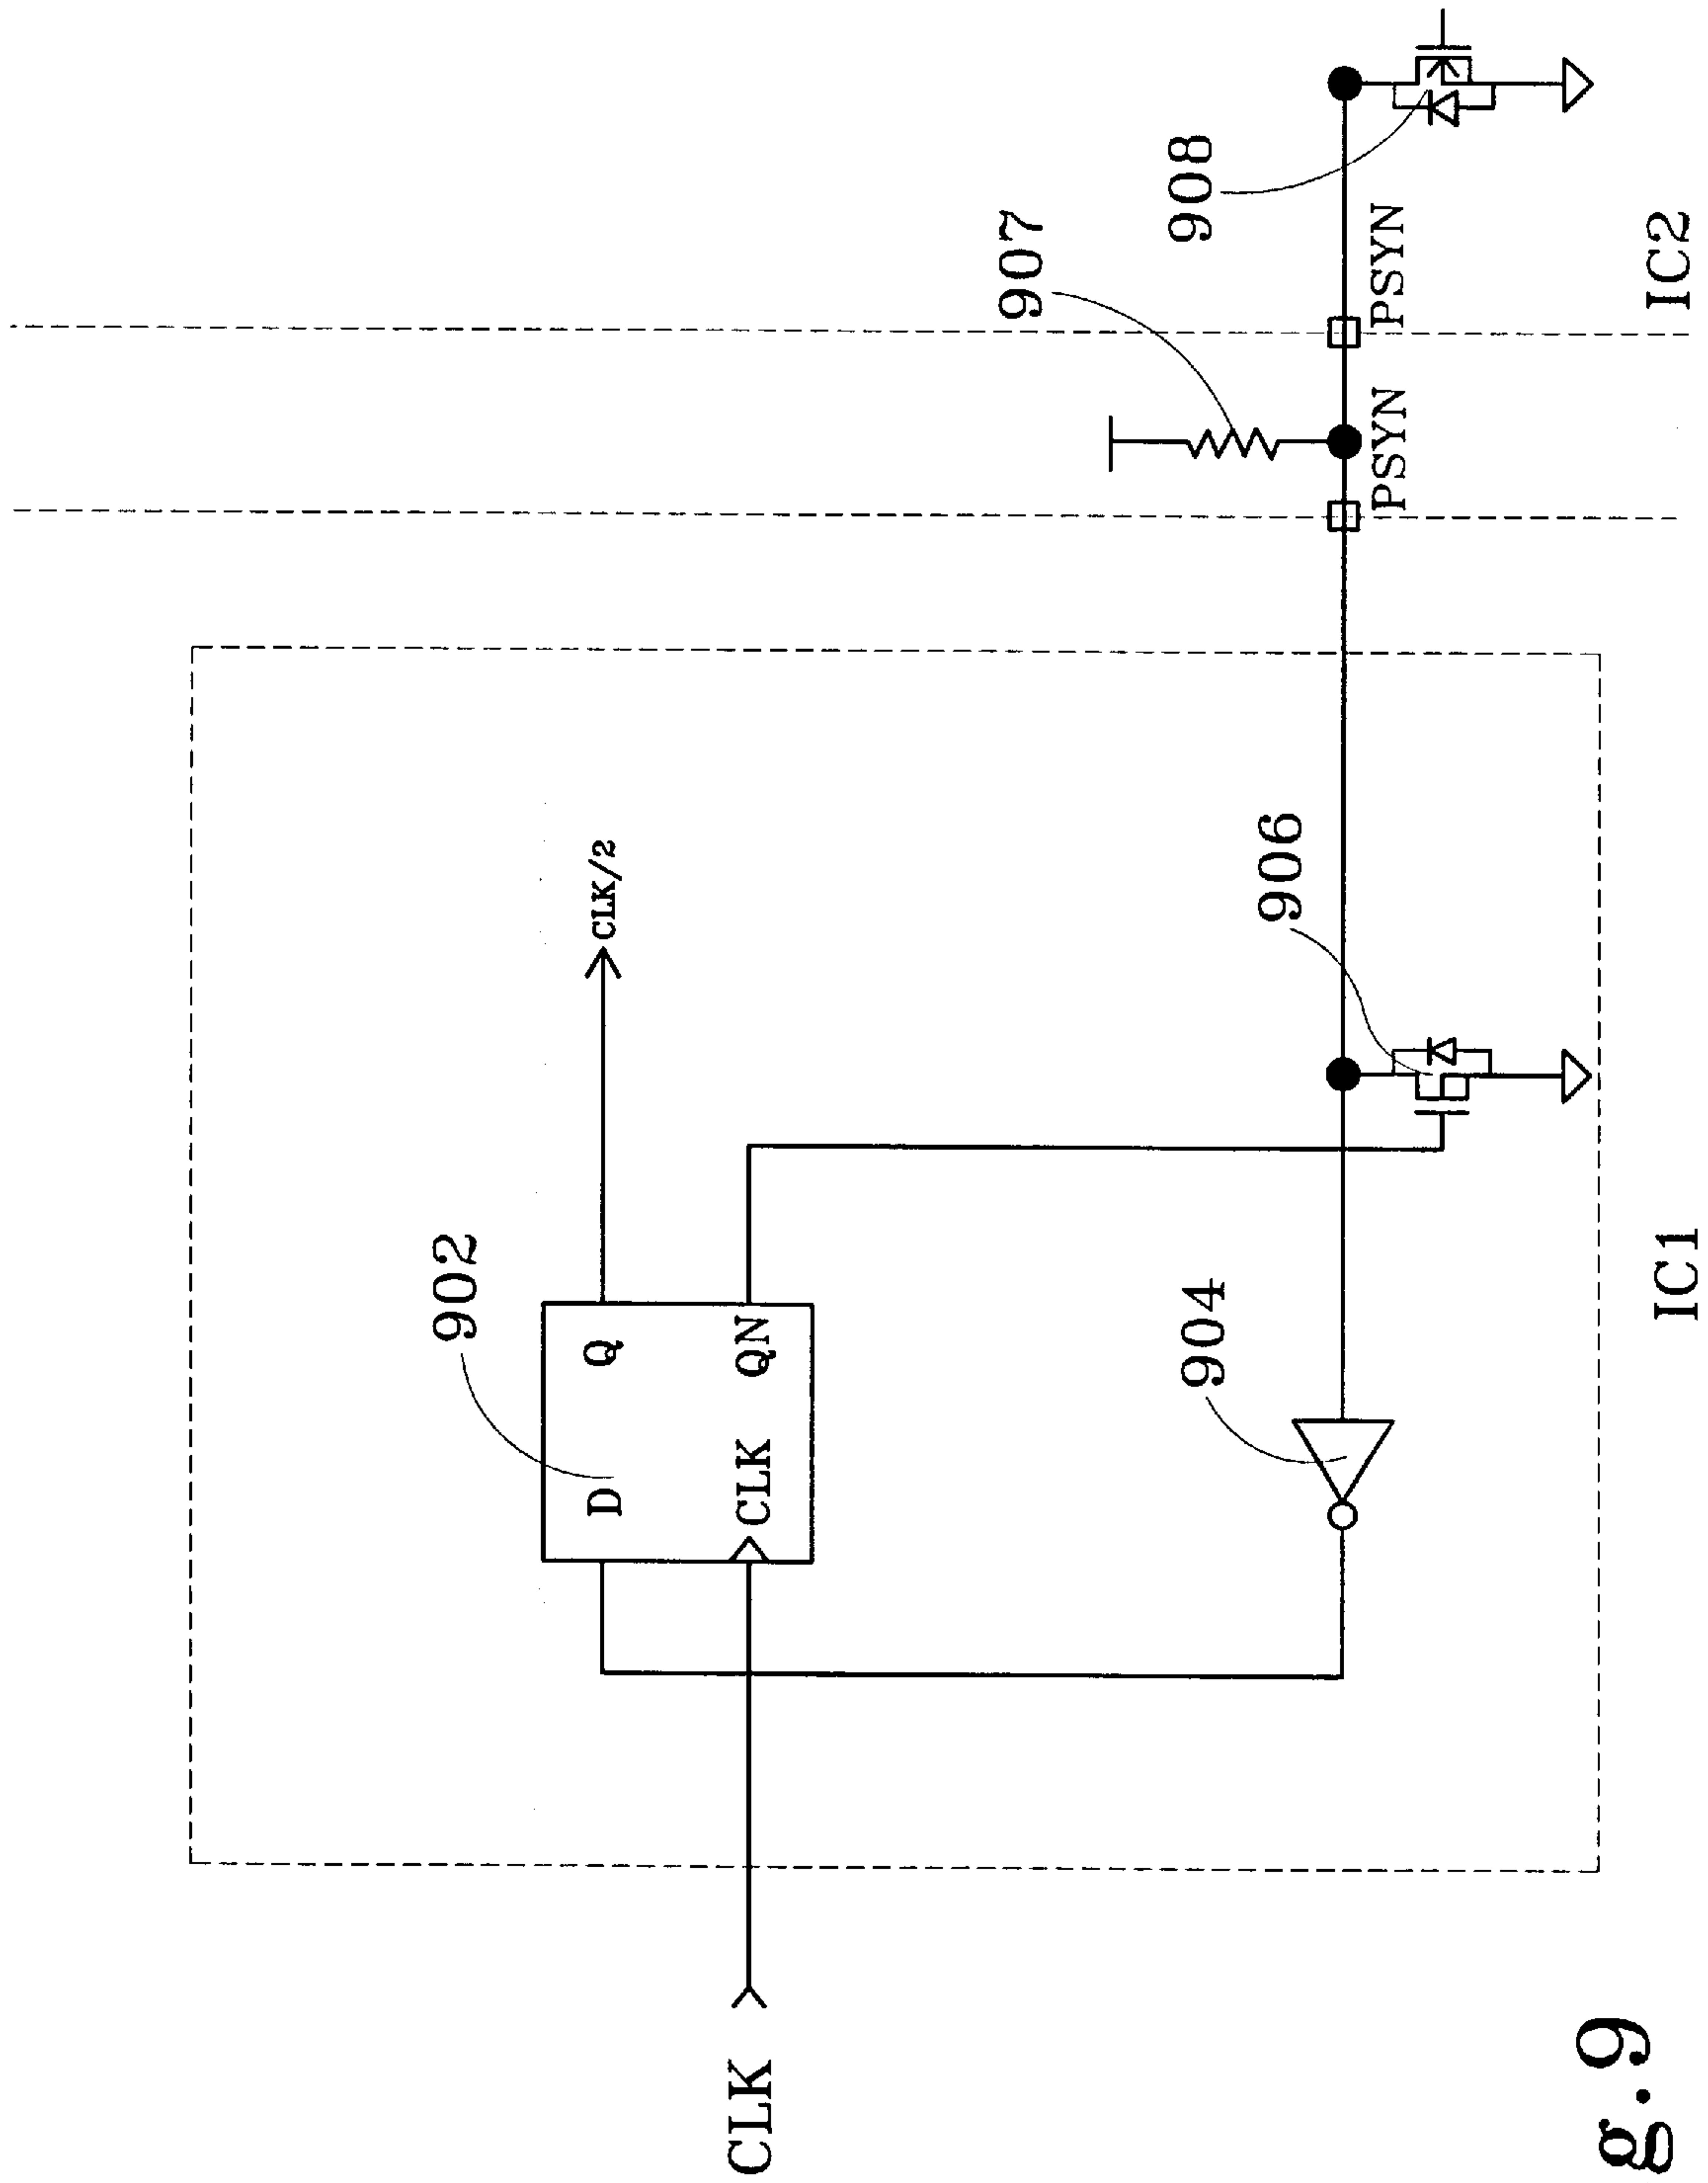 902
D
Q
CLK
QN
CLK/2
CLK
904
906
907
908
PSYN
PSYN
IC1
IC2
g.9